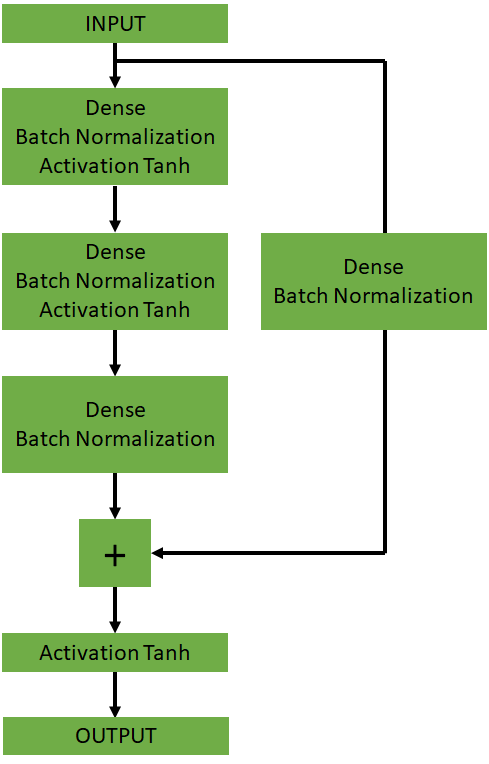 INPUT
Dense
Batch Normalization
Activation Tanh
Dense
Batch Normalization
Activation Tanh
Dense
Batch Normalization
Dense
Batch Normalization
+
Activation Tanh
OUTPUT